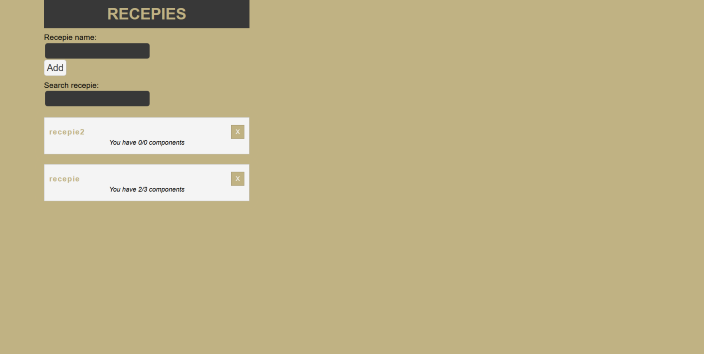 RECEPIES
Recepie name:
Add
Search recepie:
recepie2
X
You have 0/0 components
recepie
X
You have 2/3 components